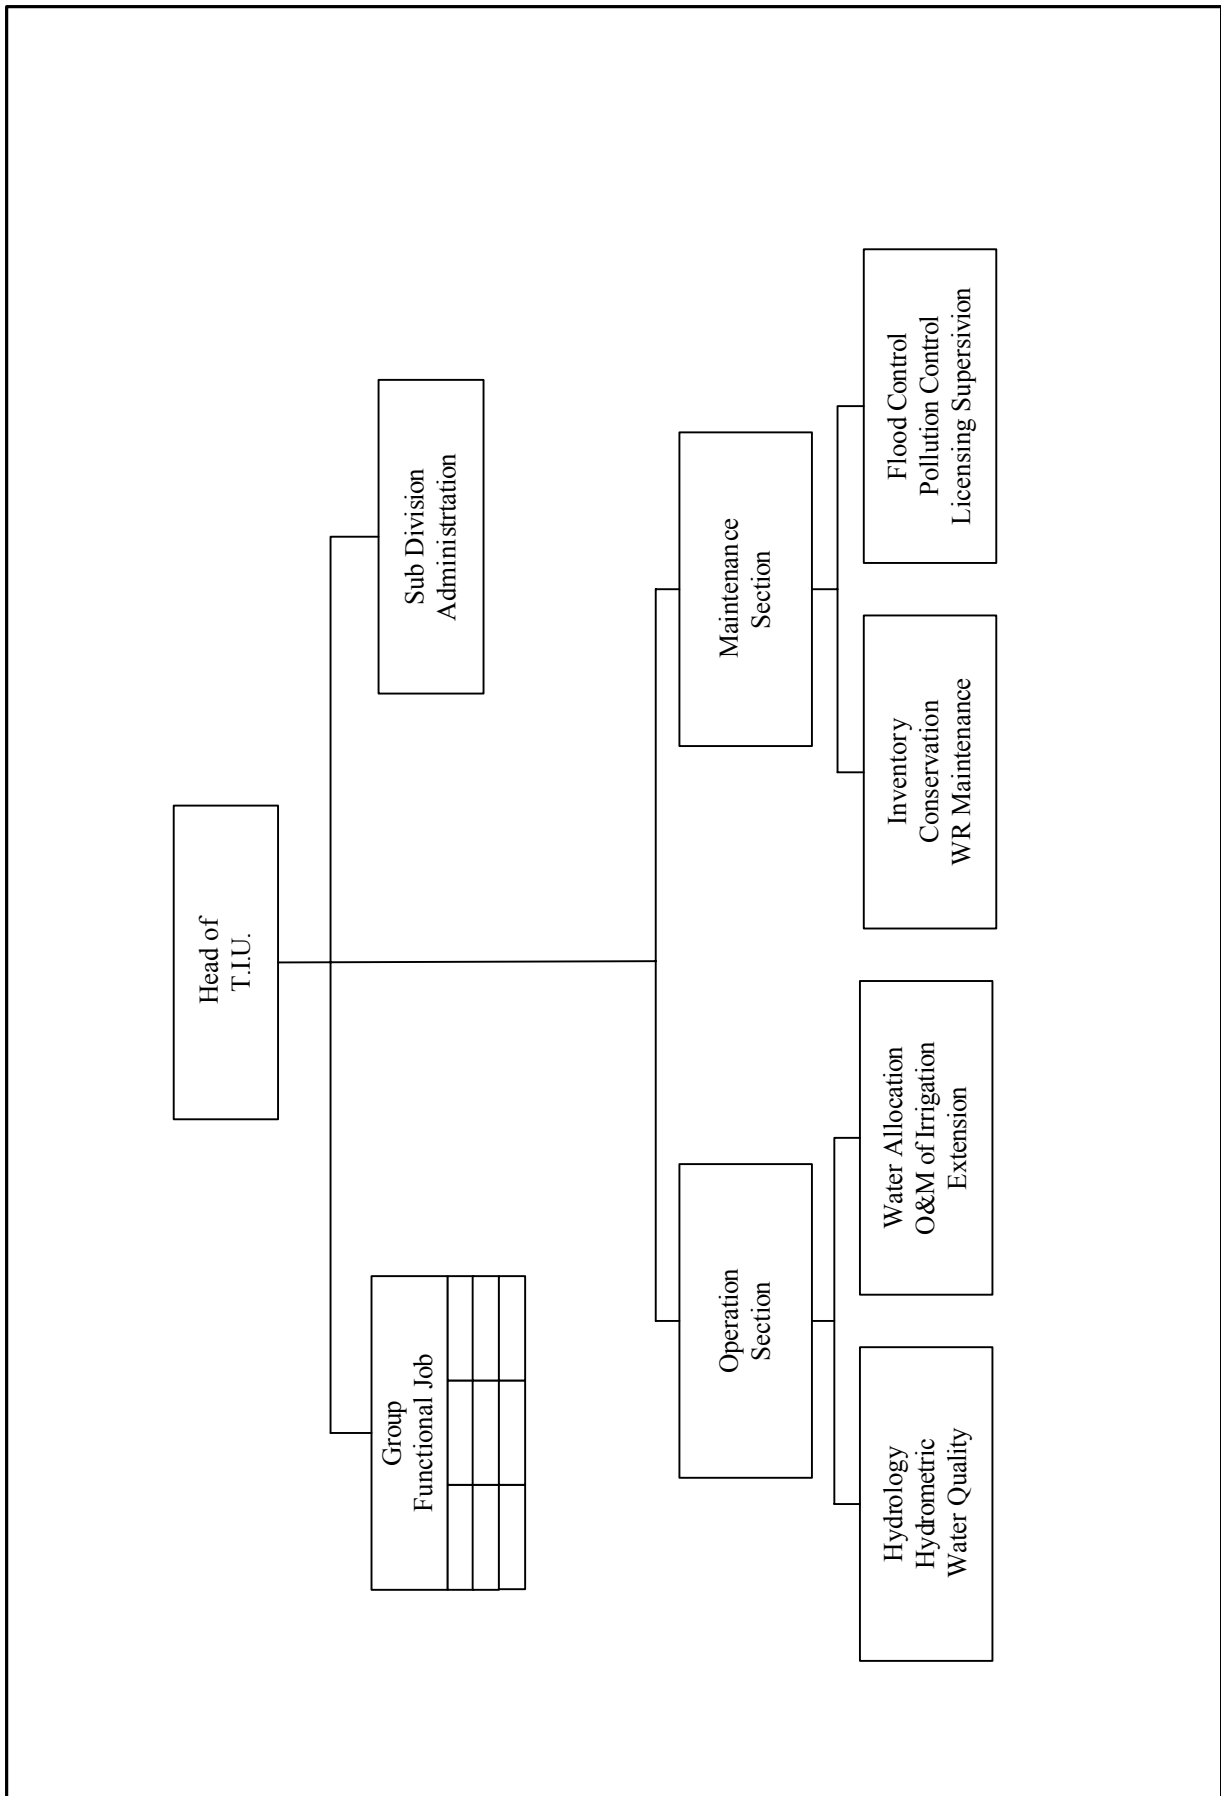 Head of
T.I.U.
Group
Functional Job
Sub Division
Administrtation
Operation
Section
Maintenance
Section
Hydrology
Hydrometric
Water Quality
Water Allocation
O&M of Irrigation
Extension
Inventory
Conservation
WR Maintenance
Flood Control
Pollution Control
Licensing Supersivion